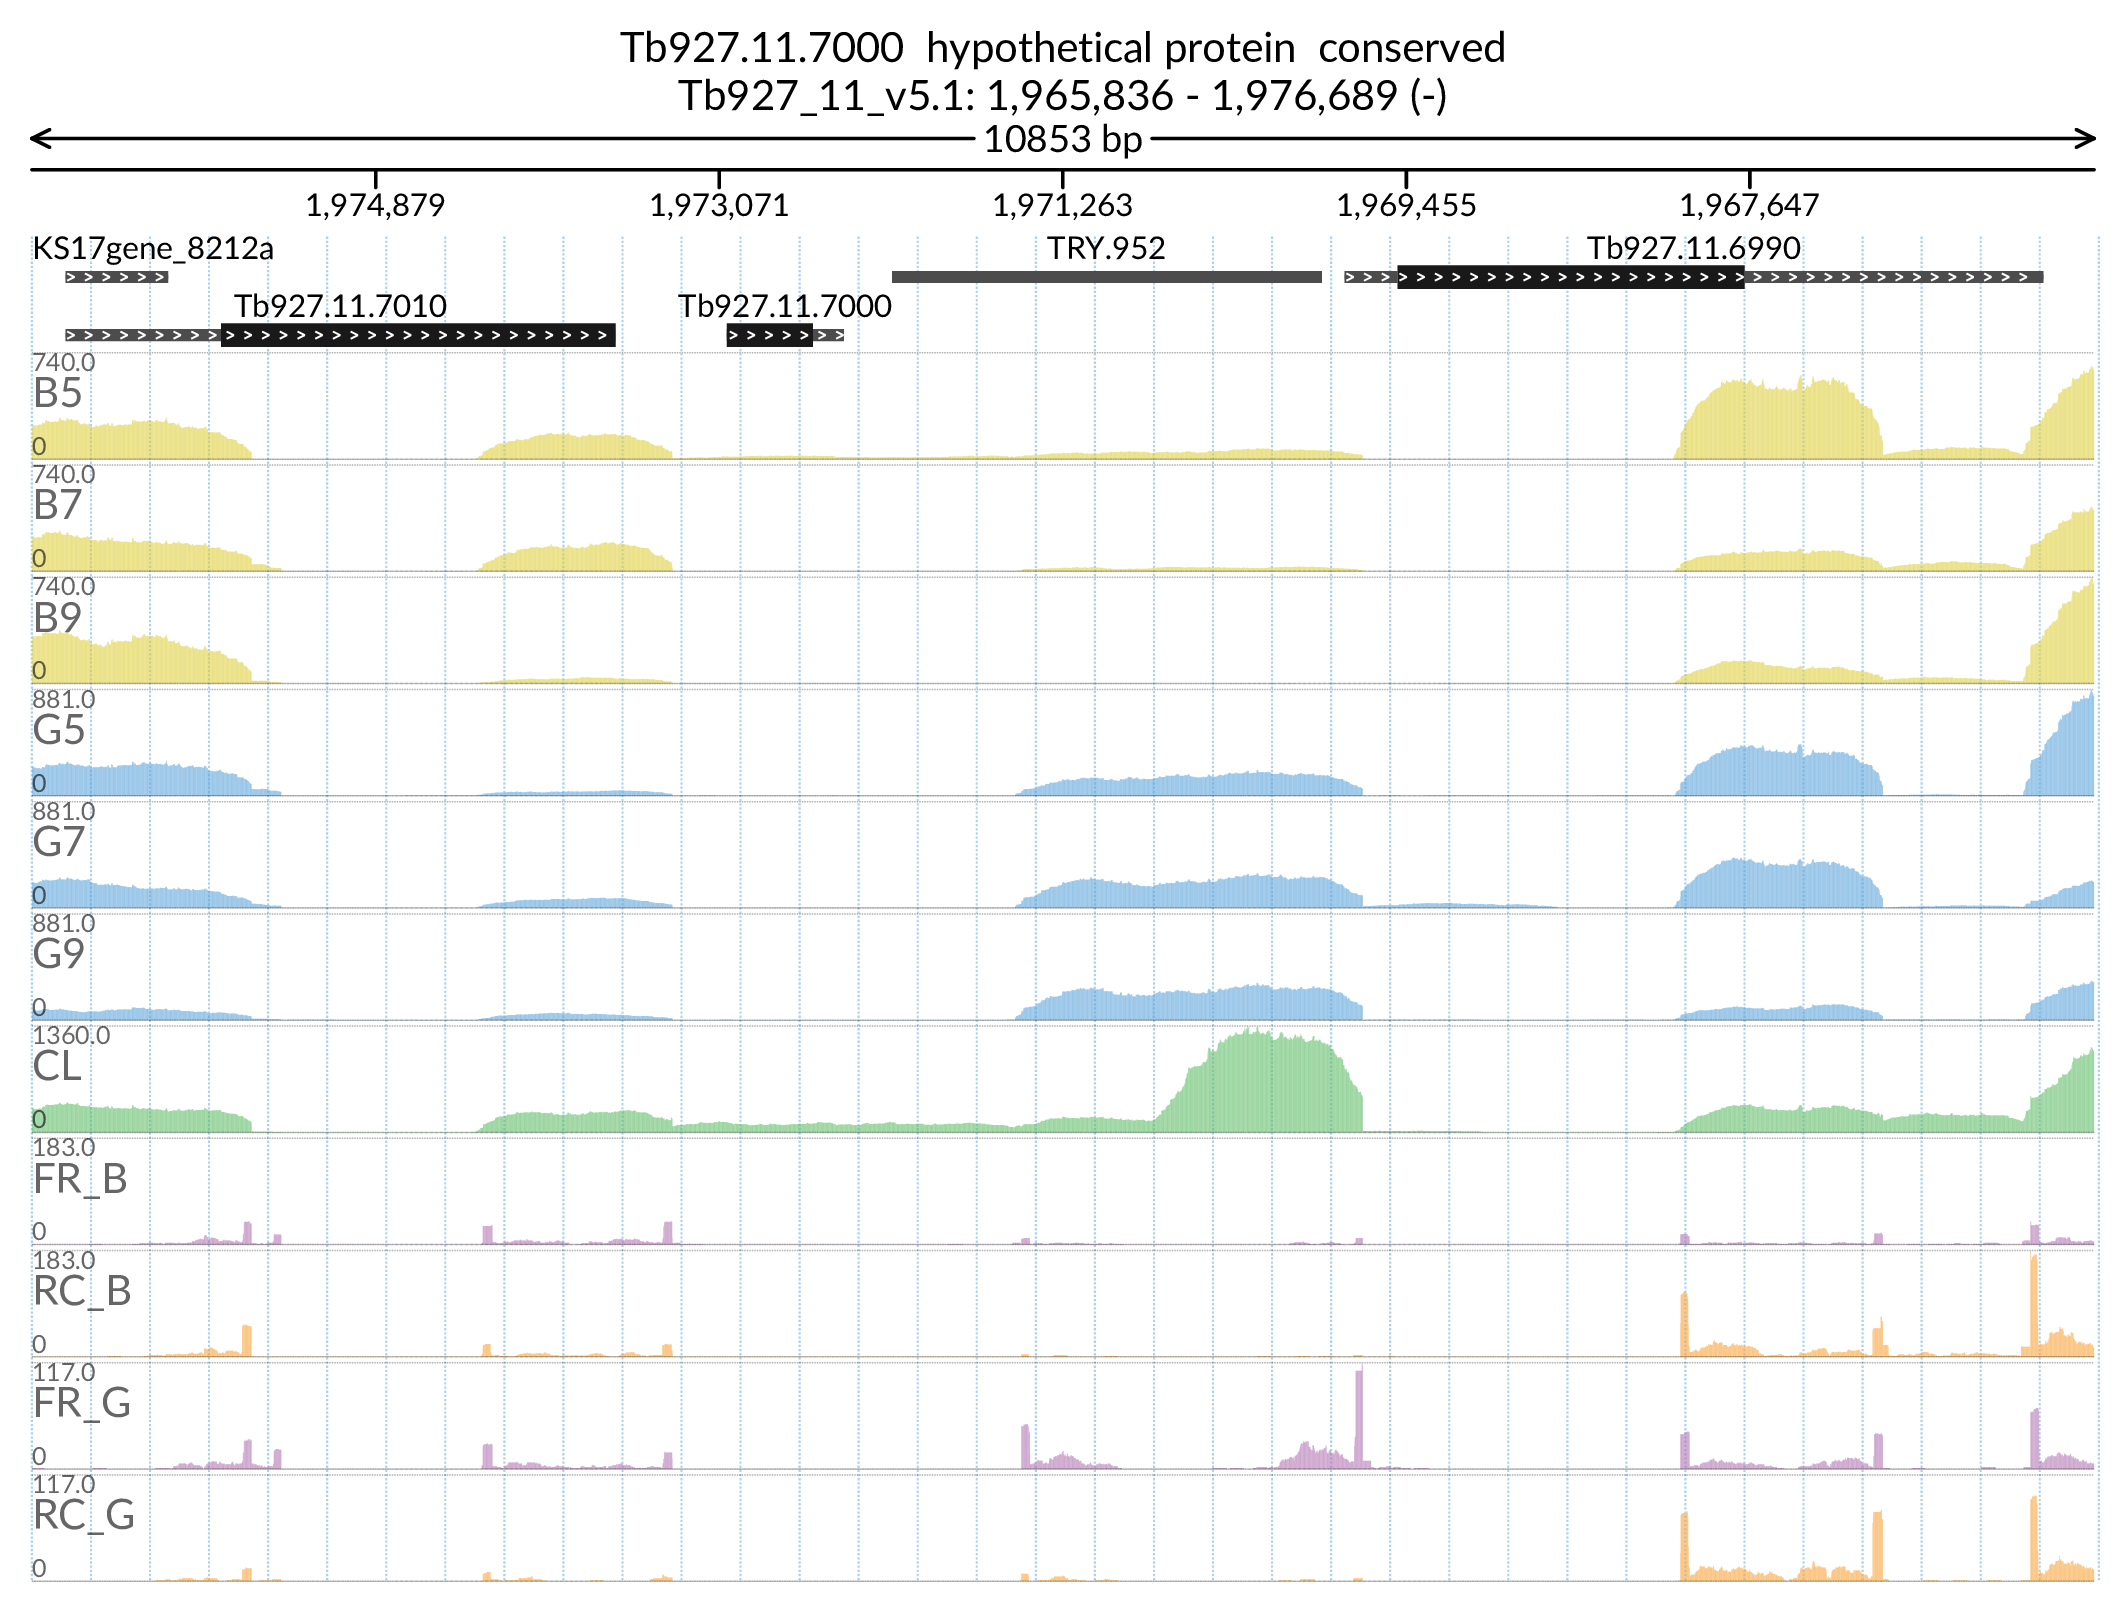 Tb927.11.7000  hypothetical protein  conserved
Tb927_11_v5.1: 1,965,836 - 1,976,689 (-)
10853 bp
1,974,879 1,973,071 1,971,263 1,969,455 1,967,647
KS17gene_8212a TRY.952 Tb927.11.6990
Tb927.11.7010 Tb927.11.7000
740.0
B5
0
740.0
B7
0
740.0
B9
0
881.0
G5
0
881.0
G7
0
881.0
G9
0
1360.0
CL
0
183.0
FR_B
0
183.0
RC_B
0
117.0
FR_G
0
117.0
RC_G
0